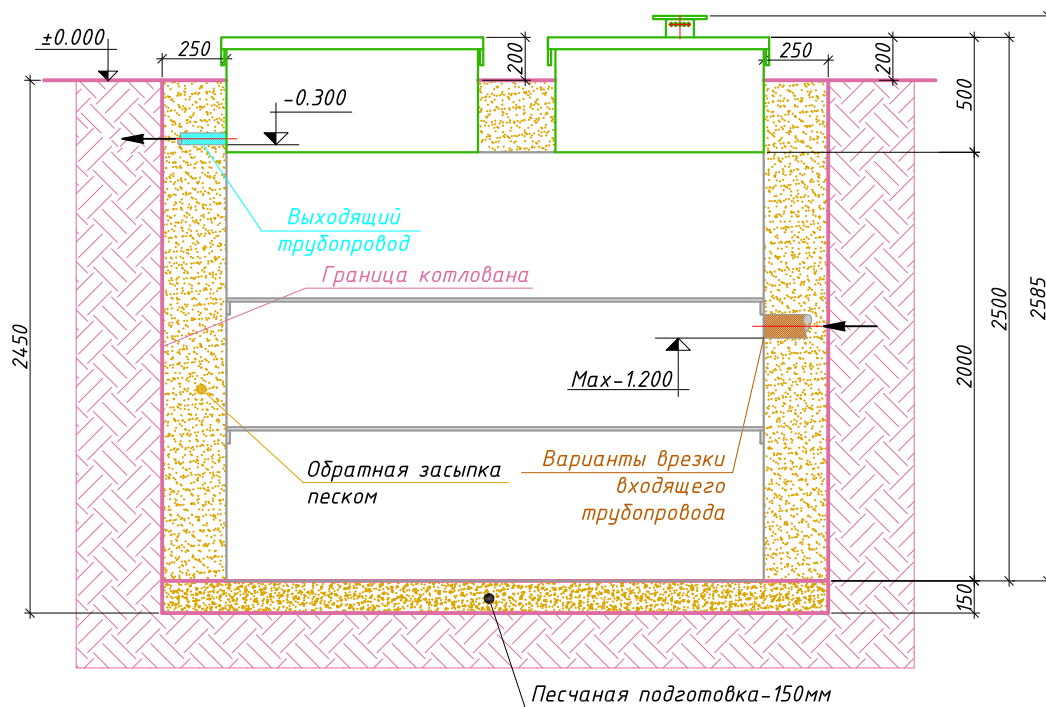 ±0.000
250
200
250
200
500
-0.300
Выходящий
трубопровод
Граница котлована
2585
2500
2450
2000
Max-1.200
Обратная засыпка
песком
Варианты врезки
входящего
трубопровода
150
Песчаная подготовка-150мм